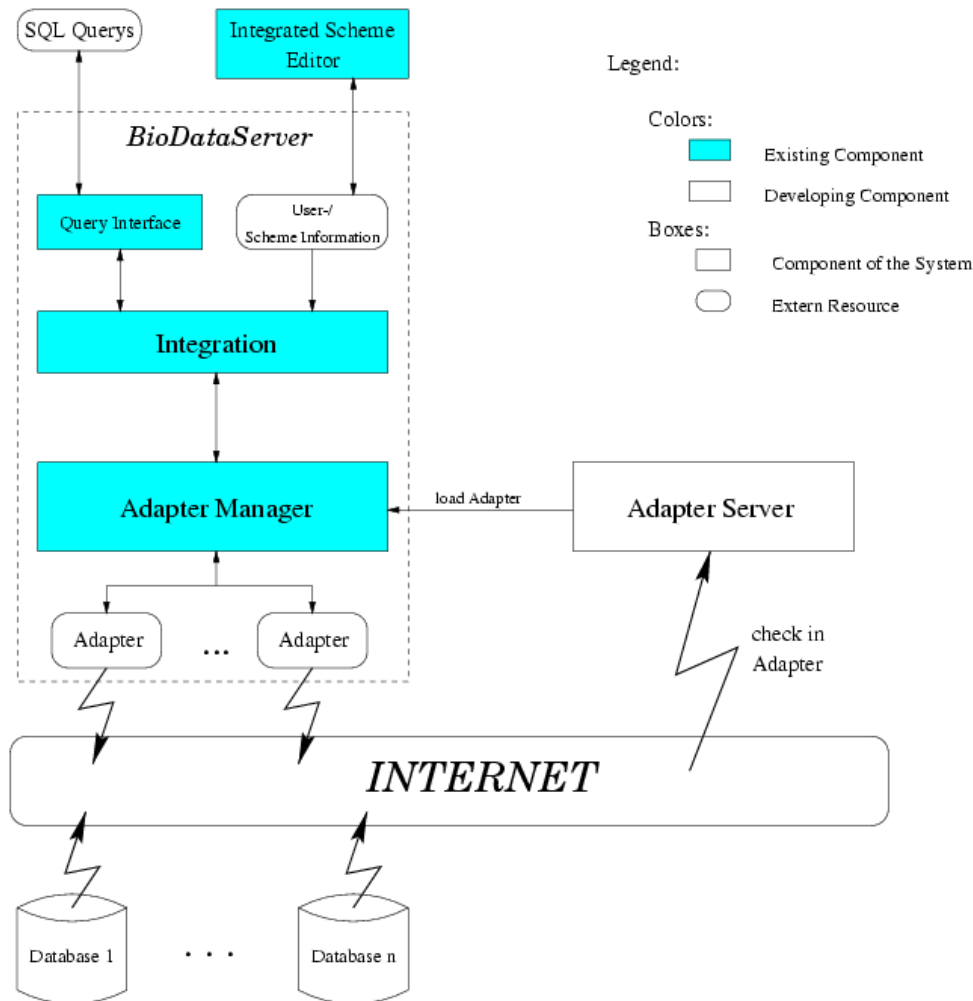 SQL Querys
Integrated Scheme
Editor
Legend:
Colors:
Existing Component
Developing Component
Boxes:
Component of the System
Extern Resource
BioDataServer
Query Interface
User-/
Scheme Information
Integration
Adapter Manager
load Adapter
Adapter Server
Adapter
...
Adapter
check in
Adapter
INTERNET
Database 1
. . .
Database n